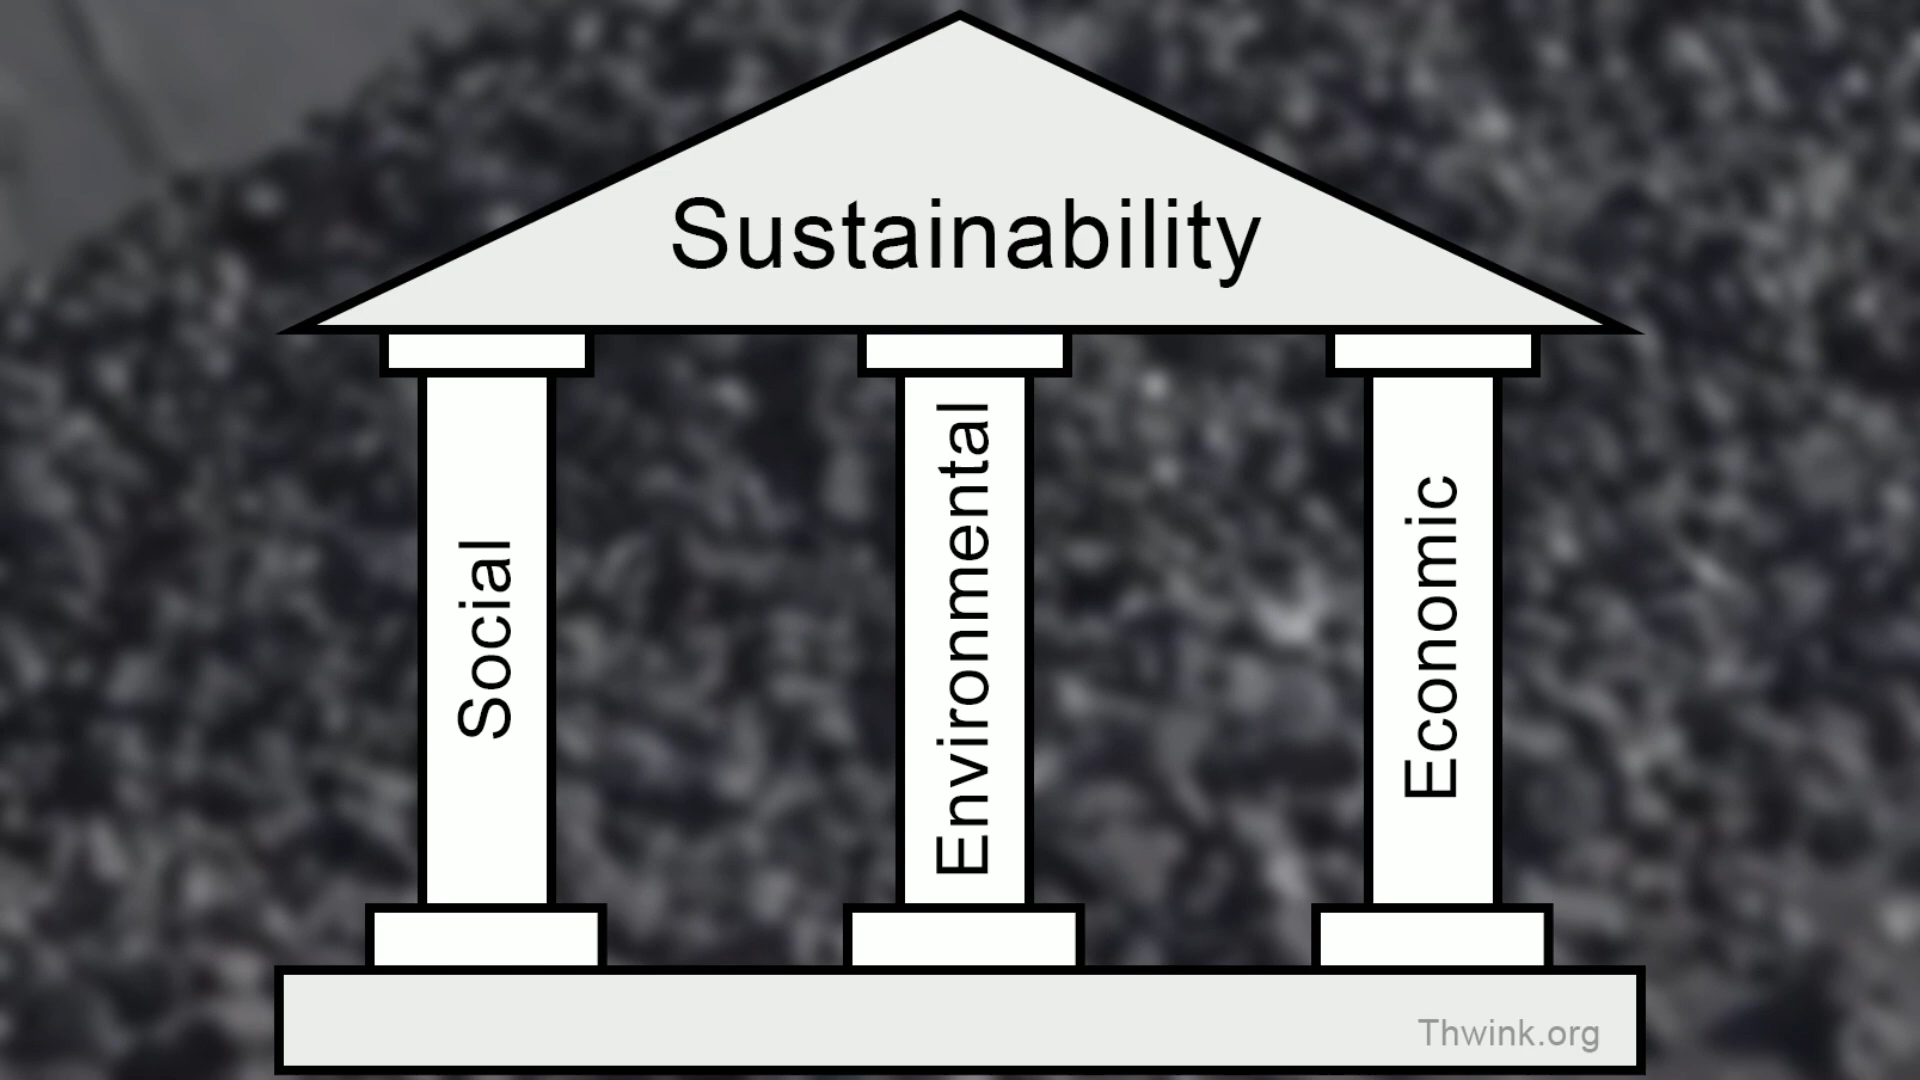 Sustainability
Social
Environmental
Economic
Thwink.org